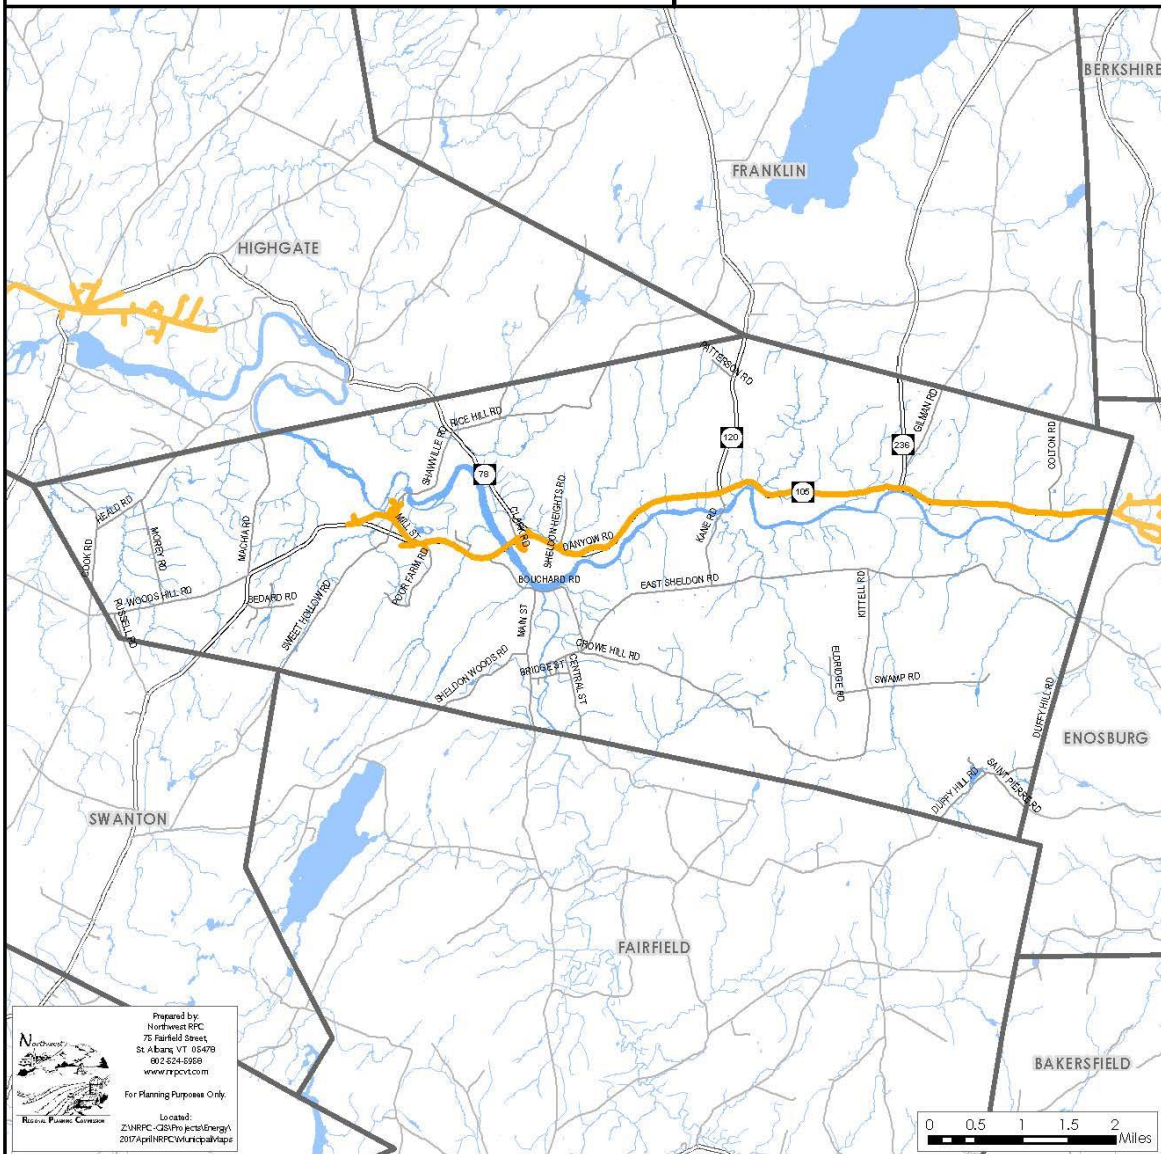 BERKSHIRE
FRANKLIN
HIGHGATE
PATTERSON RD
RICE HILL RD
GILMAN RD
120
236
COLTON RD
SHAWVILLE RD
78
HEALD RD
105
SHELDON HEIGHTS RD
MACHIA RD
MOREY RD
MILL ST
CLARK RD
KANE RD
DANYOW RD
COOK RD
POOR FARM RD
BOUCHARD RD
EAST SHELDON RD
WOODS HILL RD
BEDARD RD
KITTELL RD
RUSSELL RD
SWEET HOLLOW RD
MAIN ST
CROWE HILL RD
SHELDON WOODS RD
BRIDGE ST
CENTRAL ST
ELDRIDGE RD
SWAMP RD
DUFFY HILL RD
ENOSBURG
DUFFY HILL RD
SAINT PIERRE RD
SWANTON
FAIRFIELD
BAKERSFIELD
Northwest
REGIONAL PLANNING COMMISSION
Prepared by:
Northwest RPC
75 Fairfield Street,
St. Albans, VT 05478
802-524-5958
www.nrpcvt.com
For Planning Purposes Only.
Located:
Z:\NRPC-GIS\Projects\Energy\
2017AprilNRPC\MunicipalMaps
0 0.5 1 1.5 2
Miles